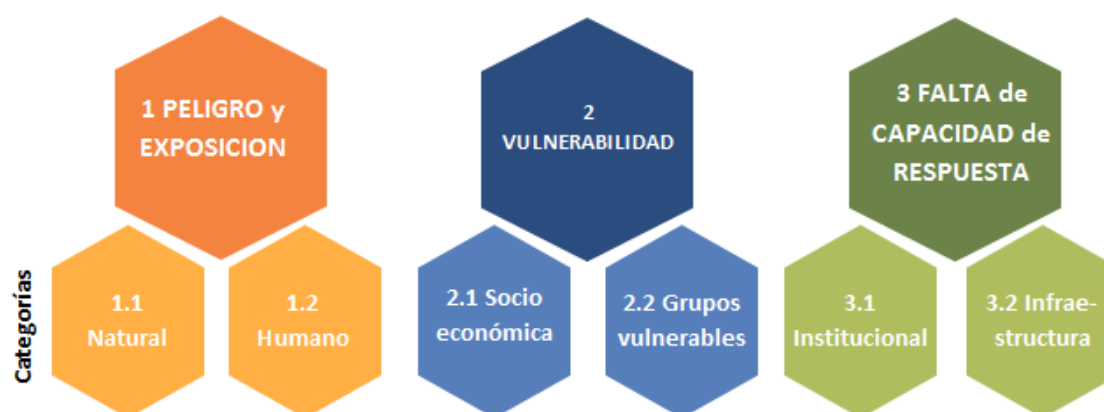 1 PELIGRO y
EXPOSICION
2
VULNERABILIDAD
3 FALTA de
CAPACIDAD de
RESPUESTA
Categorías
1.1
Natural
1.2
Humano
2.1 Socio
económica
2.2 Grupos
vulnerables
3.1
Institucional
3.2 Infrae-
structura